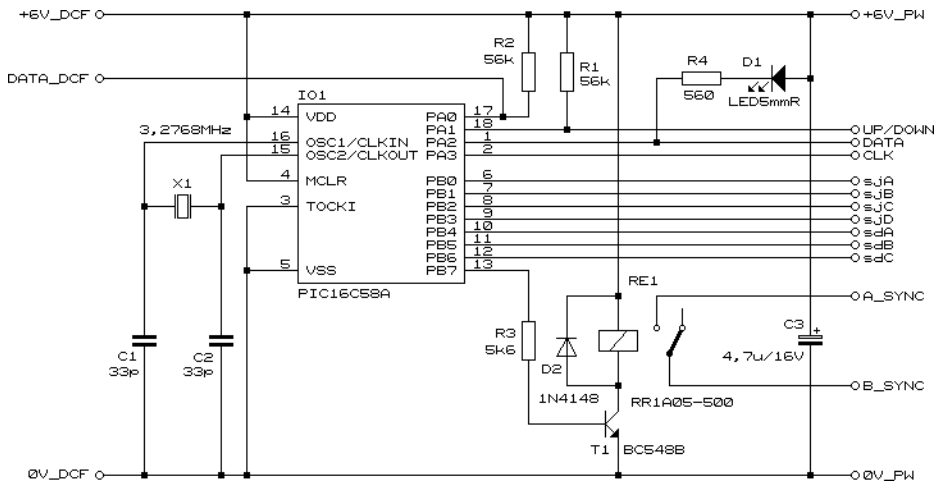 +6V_DCF
+6V_PW
R2
56k
R1
56k
R4
560
D1
LED5mmR
DATA_DCF
IO1
3,2768MHz
14 VDD
16 OSC1/CLKIN
15 OSC2/CLKOUT
4 MCLR
3 TOCKI
5 VSS
PA0 17
PA1 18
PA2 1
PA3 2
PB0 6
PB1 7
PB2 8
PB3 9
PB4 10
PB5 11
PB6 12
PB7 13
PIC16C58A
UP/DOWN
DATA
CLK
sjA
sjB
sjC
sjD
sdA
sdB
sdC
X1
RE1
A_SYNC
C3
+
4,7u/16V
R3
5k6
D2
1N4148
RR1A05-500
B_SYNC
C1
33p
C2
33p
T1 BC548B
0V_DCF
0V_PW